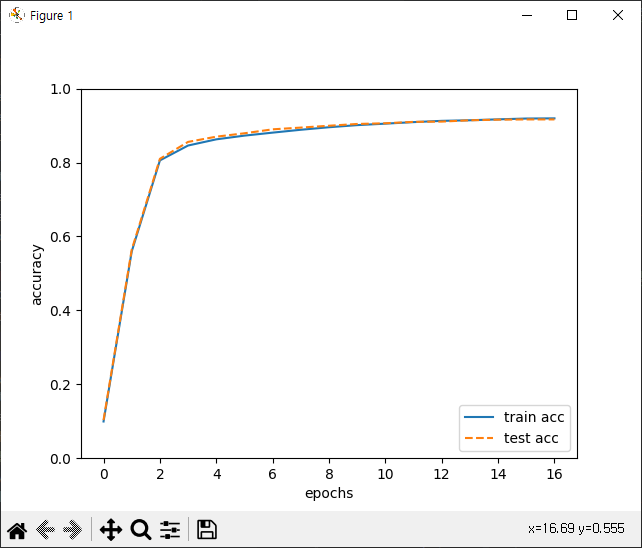 Figure 1
1.0
0.8
0.6
0.4
0.2
0.0
accuracy
train acc
test acc
0 2 4 6 8 10 12 14 16
epochs
x=16.69 y=0.555